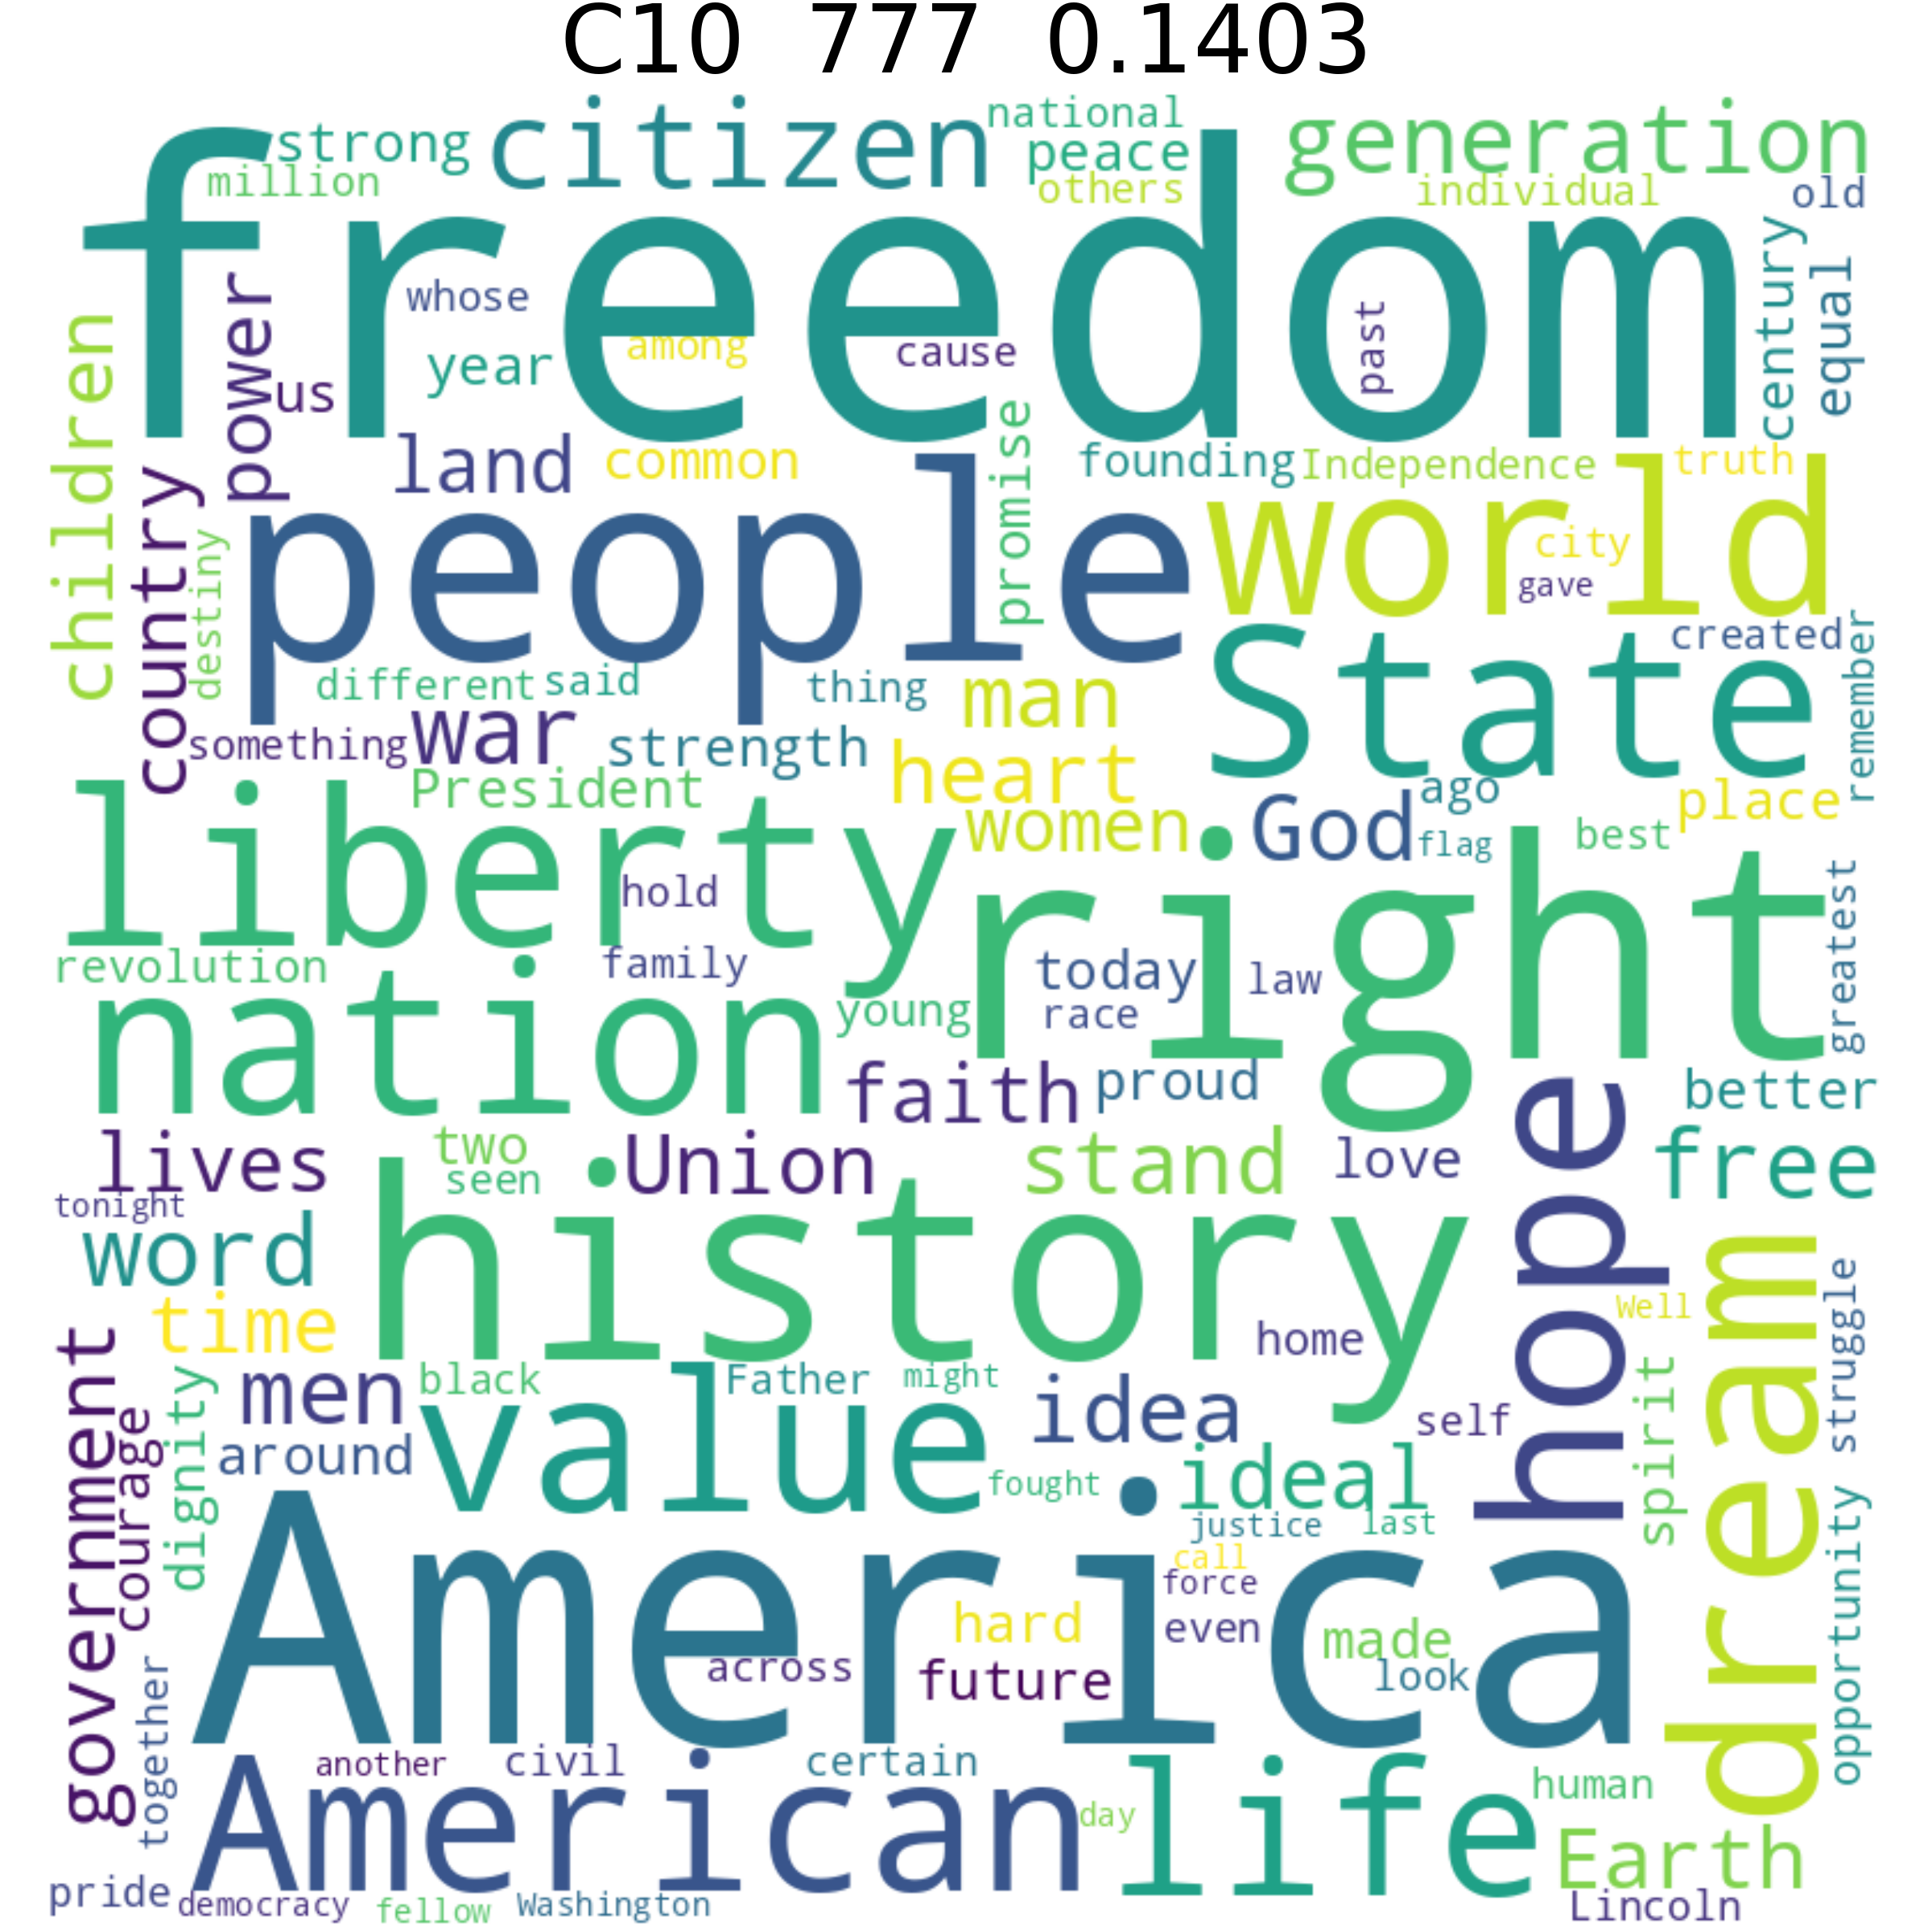 C10 777 0.1403
citizen
national
generation
strong
peace
million
others
individual
old
freedom
century
equal
power
whose
past
among
cause
year
us
children
land
common
promise
founding
Independence
truth
country
people
world
city
gave
destiny
created
remember
State
different
said
thing
man
war
something
strength
heart
President
ago
place
liberty
women
God
flag
best
hold
right
greatest
revolution
family
today
law
nation
young
race
faith
proud
better
hope
lives
two
seen
Union
stand
love
free
tonight
word
history
dream
struggle
time
Well
home
government
men
black
Father
might
idea
self
spirit
courage
dignity
around
value
fought
ideal
justice
last
opportunity
America
call
force
hard
even
made
across
future
look
together
another
civil
certain
American
life
human
day
Earth
pride
democracy
fellow
Washington
Lincoln